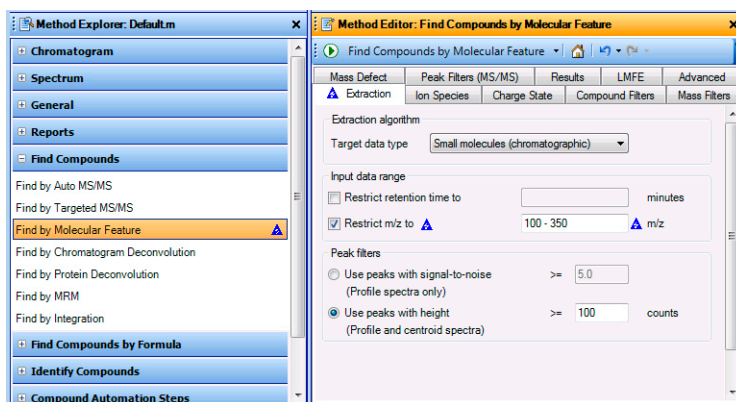 Method Explorer: Default.m
Chromatogram
Spectrum
General
Reports
Find Compounds
Find by Auto MS/MS
Find by Targeted MS/MS
Find by Molecular Feature
Find by Chromatogram Deconvolution
Find by Protein Deconvolution
Find by MRM
Find by Integration
Find Compounds by Formula
Identify Compounds
Compound Automation Steps
Method Editor: Find Compounds by Molecular Feature
Find Compounds by Molecular Feature
Mass Defect Peak Filters (MS/MS) Results LMFE Advanced
Extraction Ion Species Charge State Compound Filters Mass Filters
Extraction algorithm
Target data type Small molecules (chromatographic)
Input data range
Restrict retention time to minutes
Restrict m/z to 100 - 350 m/z
Peak filters
Use peaks with signal-to-noise >= 5.0
(Profile spectra only)
Use peaks with height >= 100 counts
(Profile and centroid spectra)